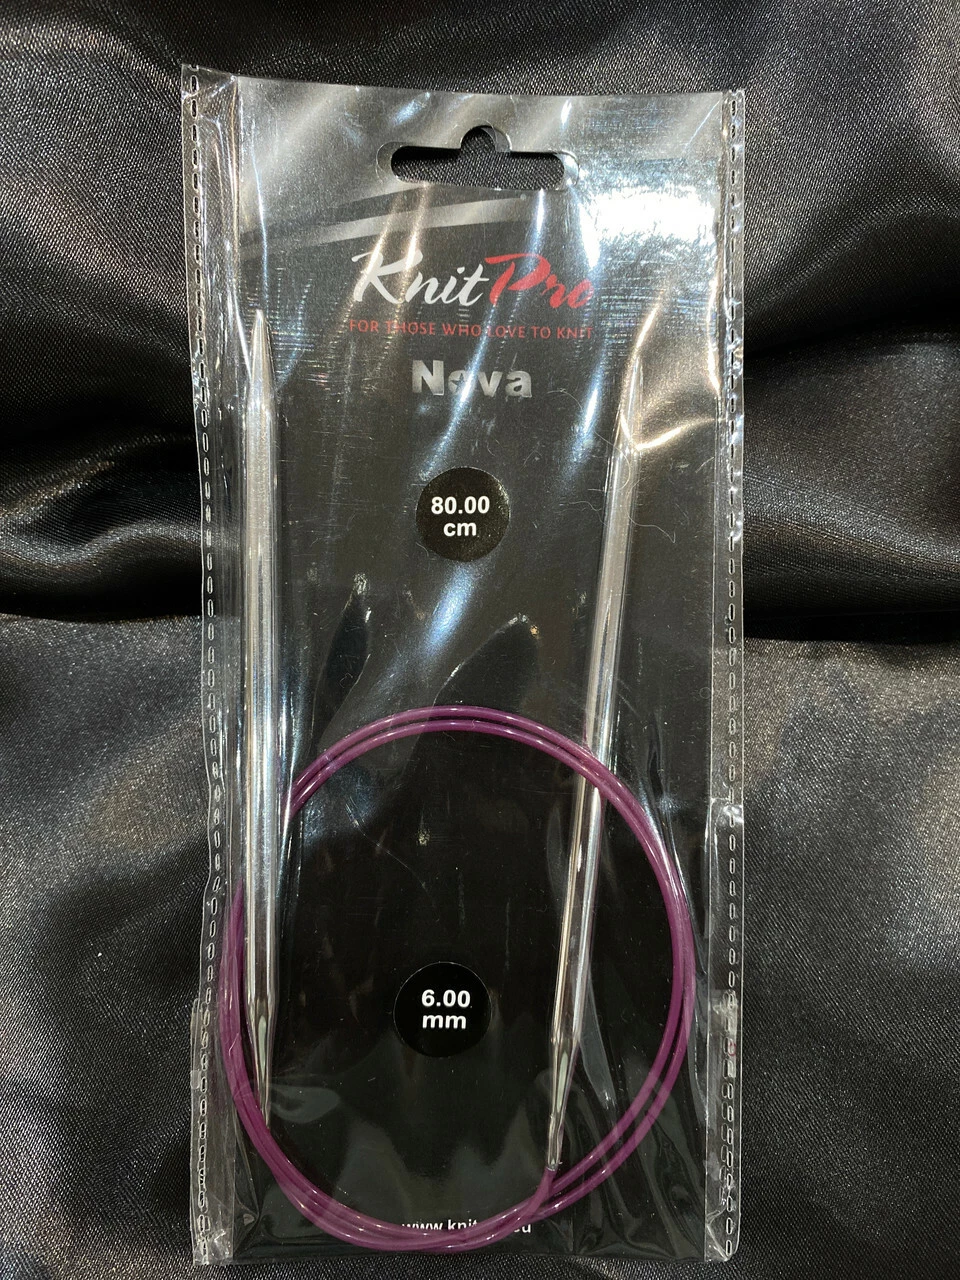 KnitPro
FOR THOSE WHO LOVE TO KNIT
Nova
80.00
cm
6.00
mm